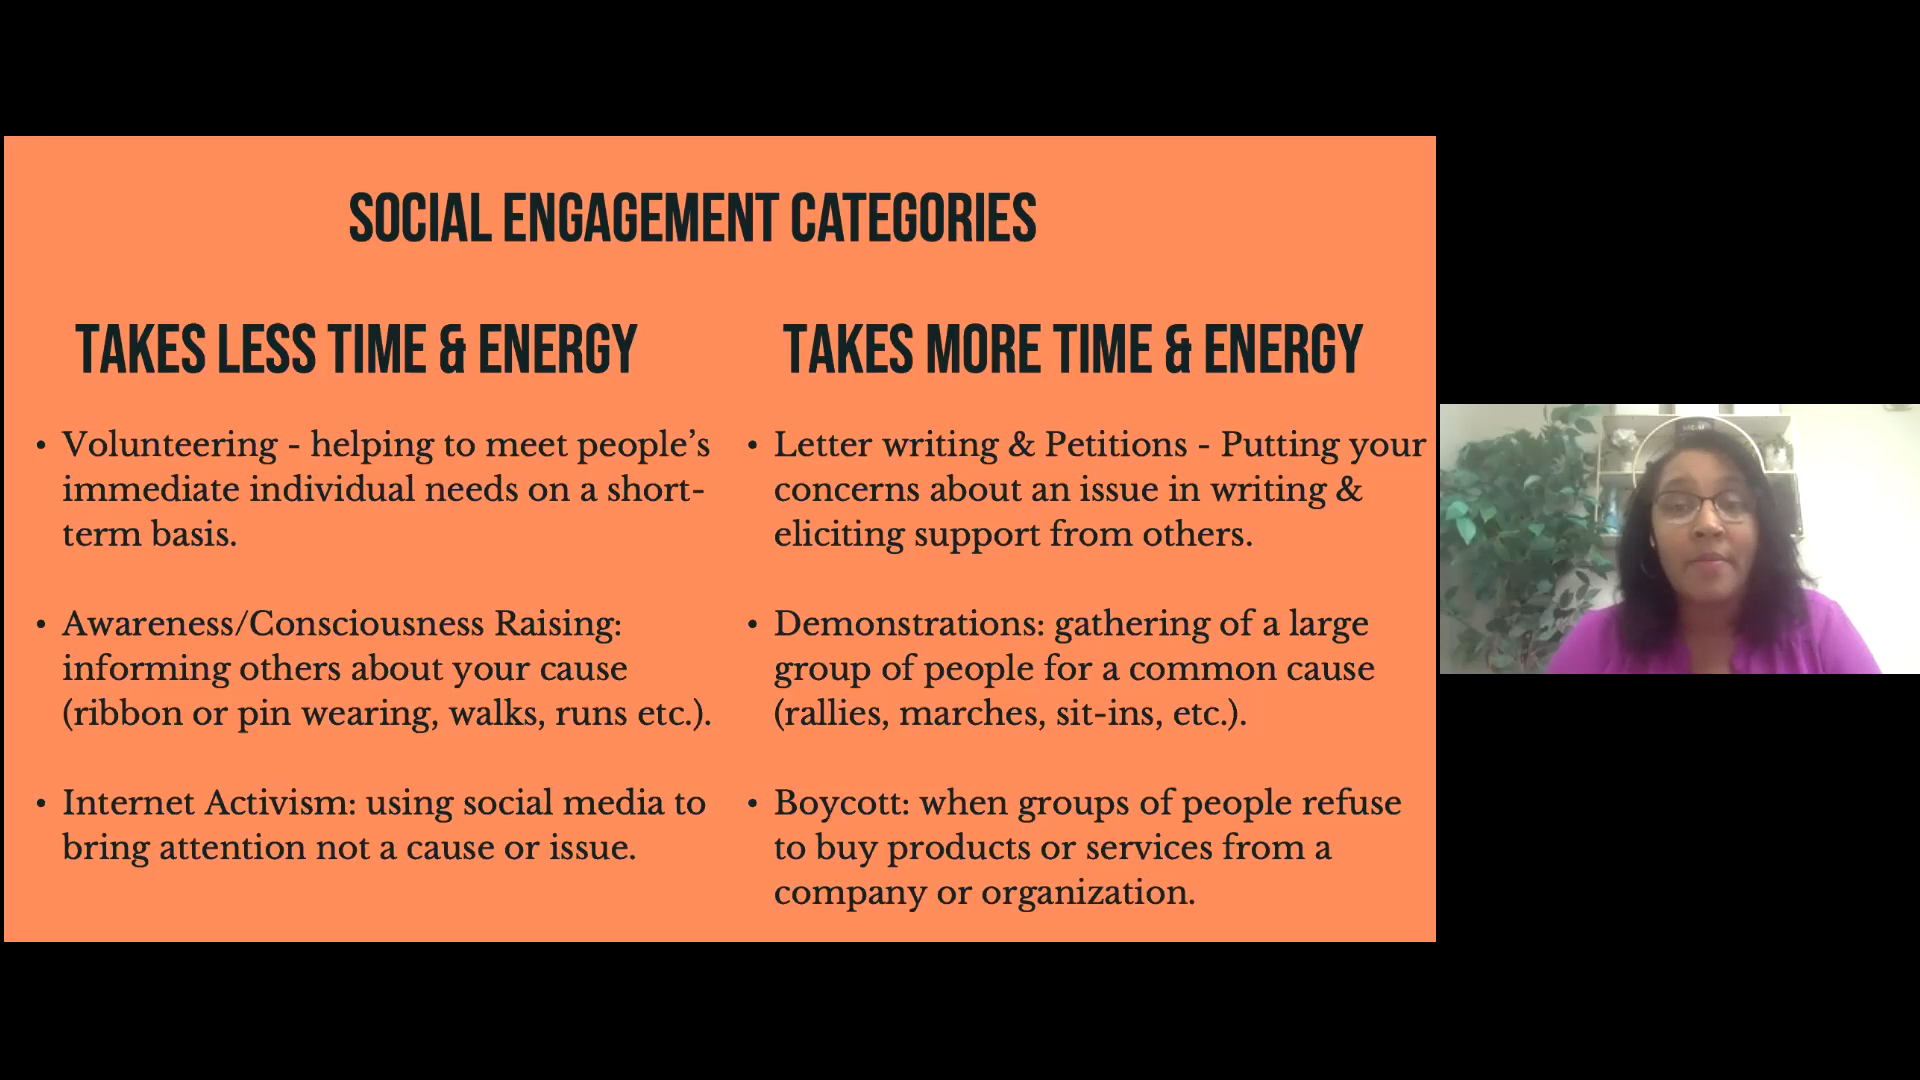 SOCIAL ENGAGEMENT CATEGORIES
TAKES LESS TIME & ENERGY
• Volunteering - helping to meet people’s
immediate individual needs on a short-
term basis.
• Awareness/Consciousness Raising:
informing others about your cause
(ribbon or pin wearing, walks, runs etc.).
• Internet Activism: using social media to
bring attention not a cause or issue.
TAKES MORE TIME & ENERGY
• Letter writing & Petitions - Putting your
concerns about an issue in writing &
eliciting support from others.
• Demonstrations: gathering of a large
group of people for a common cause
(rallies, marches, sit-ins, etc.).
• Boycott: when groups of people refuse
to buy products or services from a
company or organization.